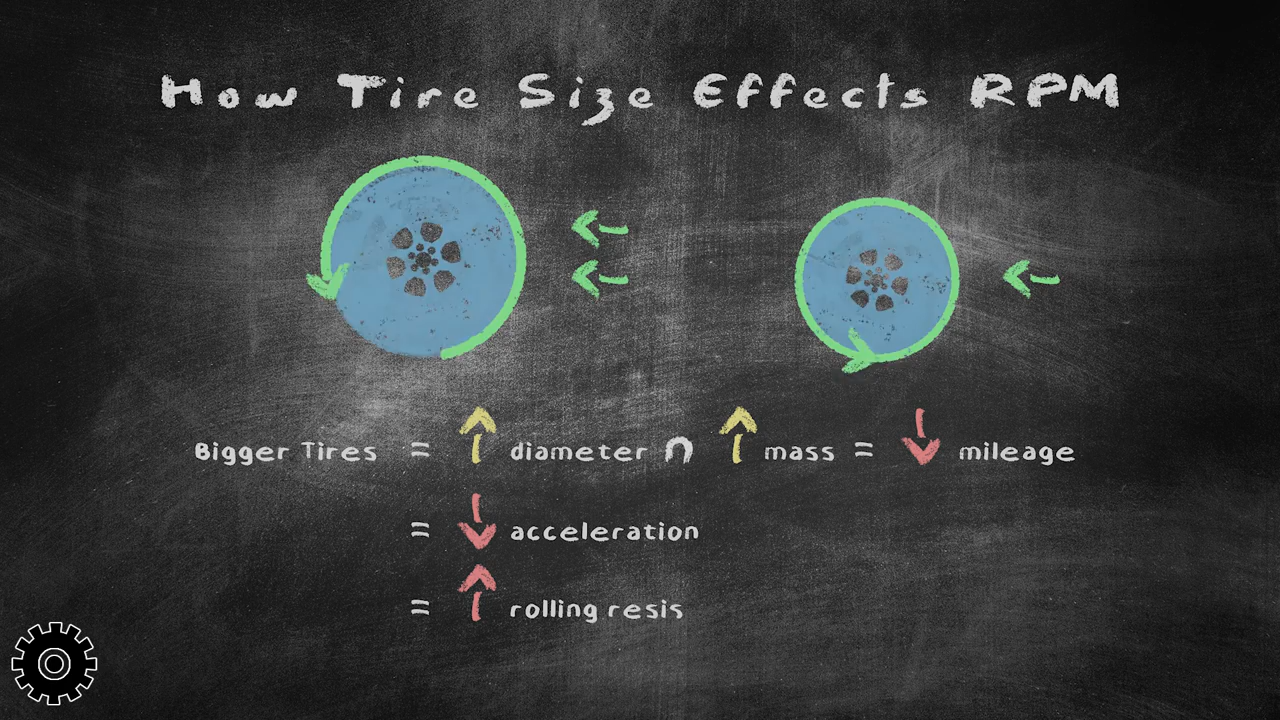 How Tire Size Effects RPM
Bigger Tires = ↑ diameter ∩ ↑ mass = ↓ mileage
= ↓ acceleration
= ↑ rolling resis